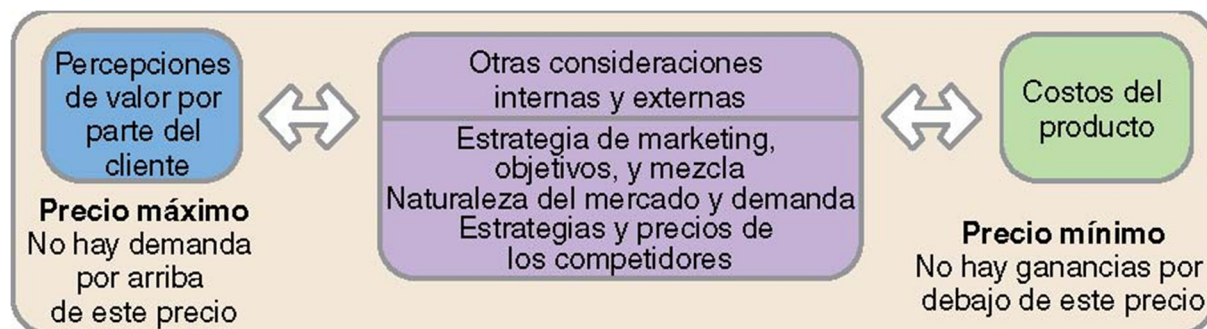 Percepciones
de valor por
parte del
cliente
Precio máximo
No hay demanda
por arriba
de este precio
Otras consideraciones
internas y externas
Estrategia de marketing,
objetivos, y mezcla
Naturaleza del mercado y demanda
Estrategias y precios de
los competidores
Costos del
producto
Precio mínimo
No hay ganancias por
debajo de este precio